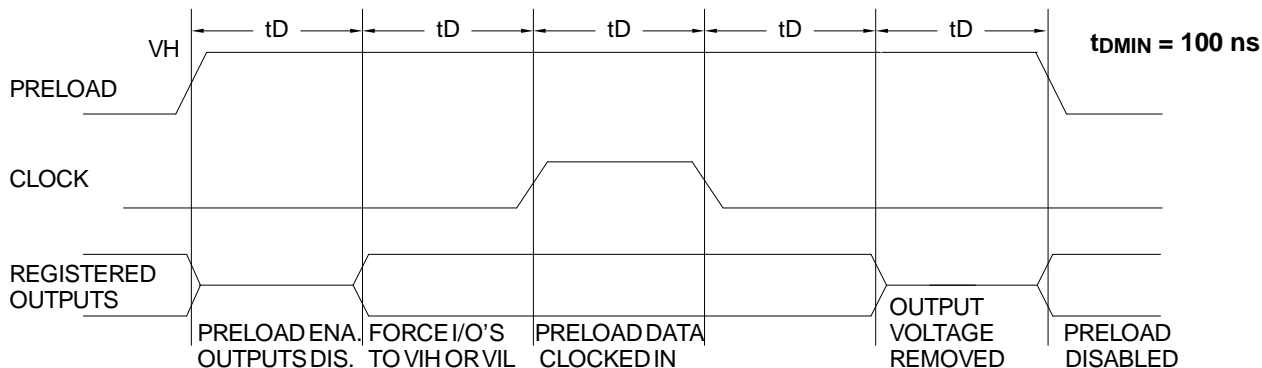 tD tD tD tD tD
VH
tDMIN = 100 ns
PRELOAD
CLOCK
REGISTERED
OUTPUTS
PRELOAD ENA.
OUTPUTS DIS.
FORCE I/O'S
TO VIH OR VIL
PRELOAD DATA
CLOCKED IN
OUTPUT
VOLTAGE
REMOVED
PRELOAD
DISABLED